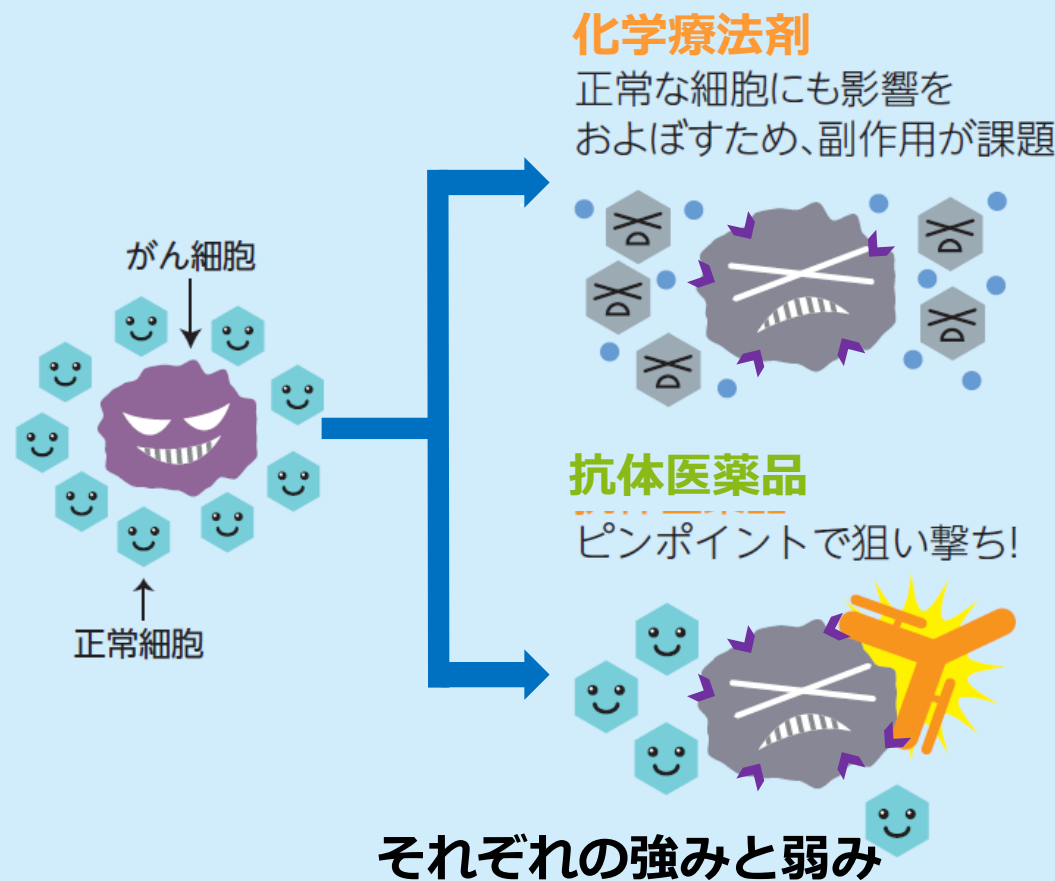 化学療法剤
正常な細胞にも影響を
およぼすため、副作用が課題
がん細胞
正常細胞
抗体医薬品
ピンポイントで狙い撃ち!
それぞれの強みと弱み